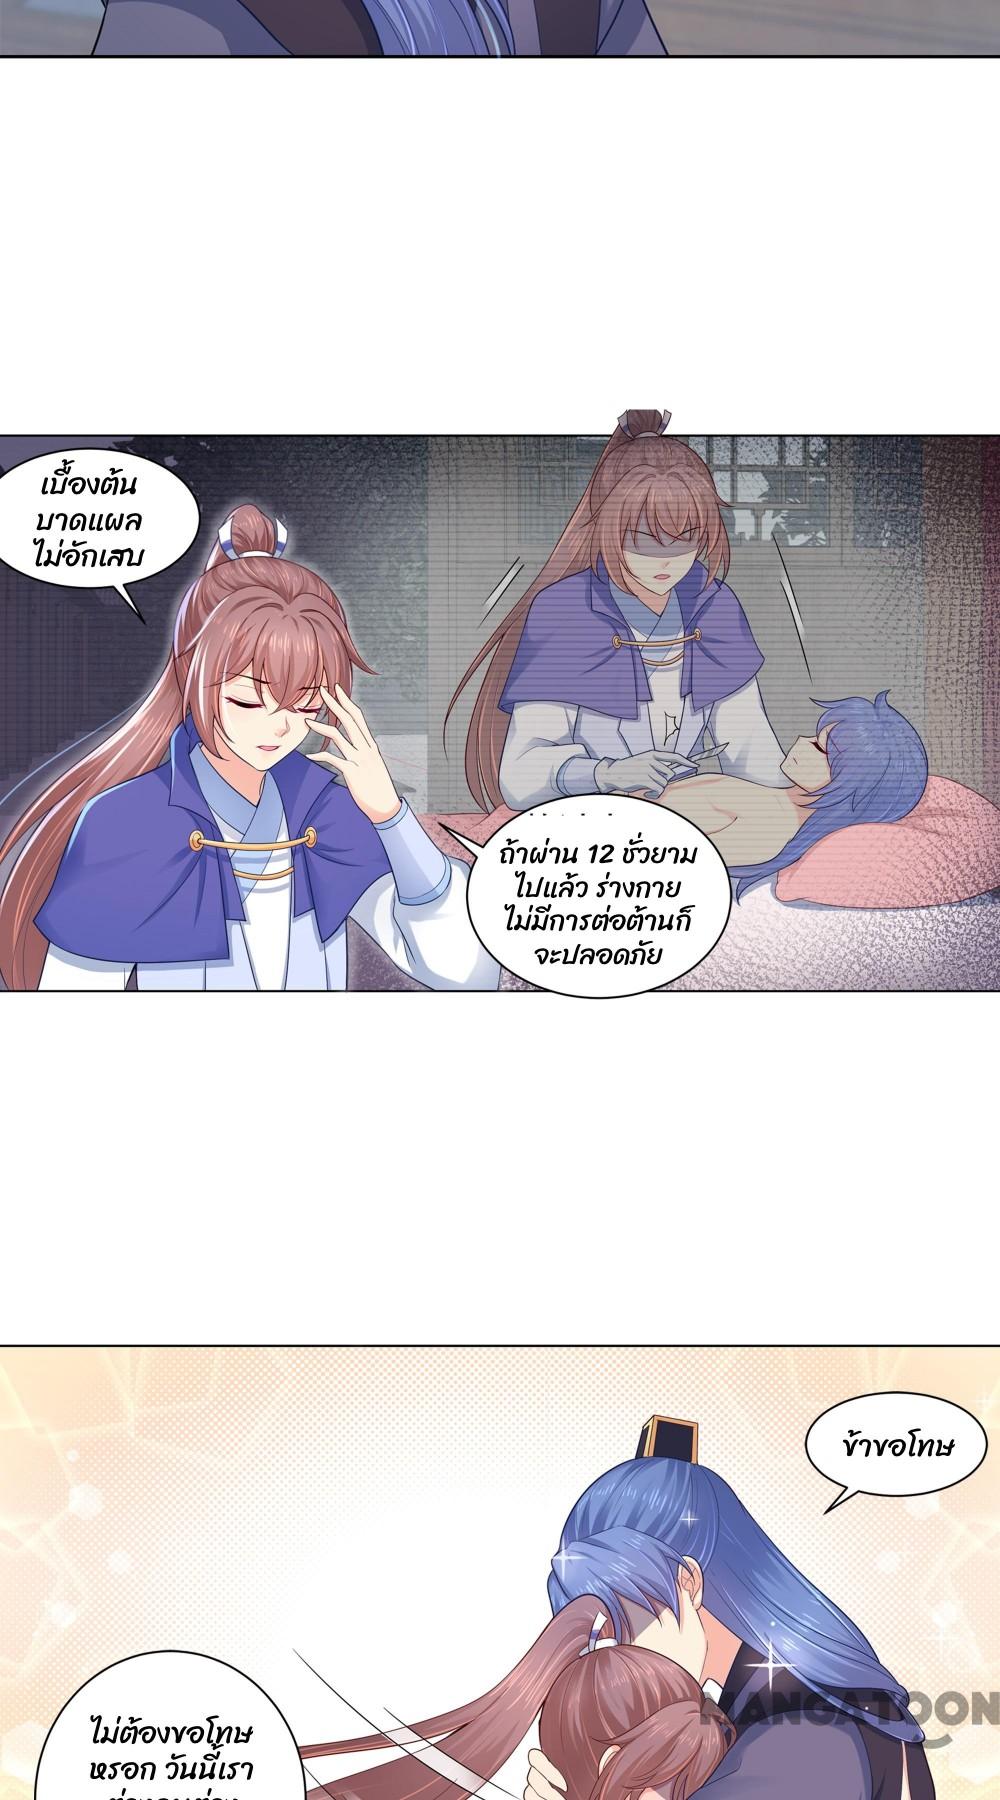 เบื้องต้น
บาดแผล
ไม่อักเสบ
ถ้าผ่าน 12 ชั่วยาม
ไปแล้ว ร่างกาย
ไม่มีการต่อต้านก็
จะปลอดภัย
ข้าขอโทษ
MANGATOON
ไม่ต้องขอโทษ
หรอก วันนี้เรา